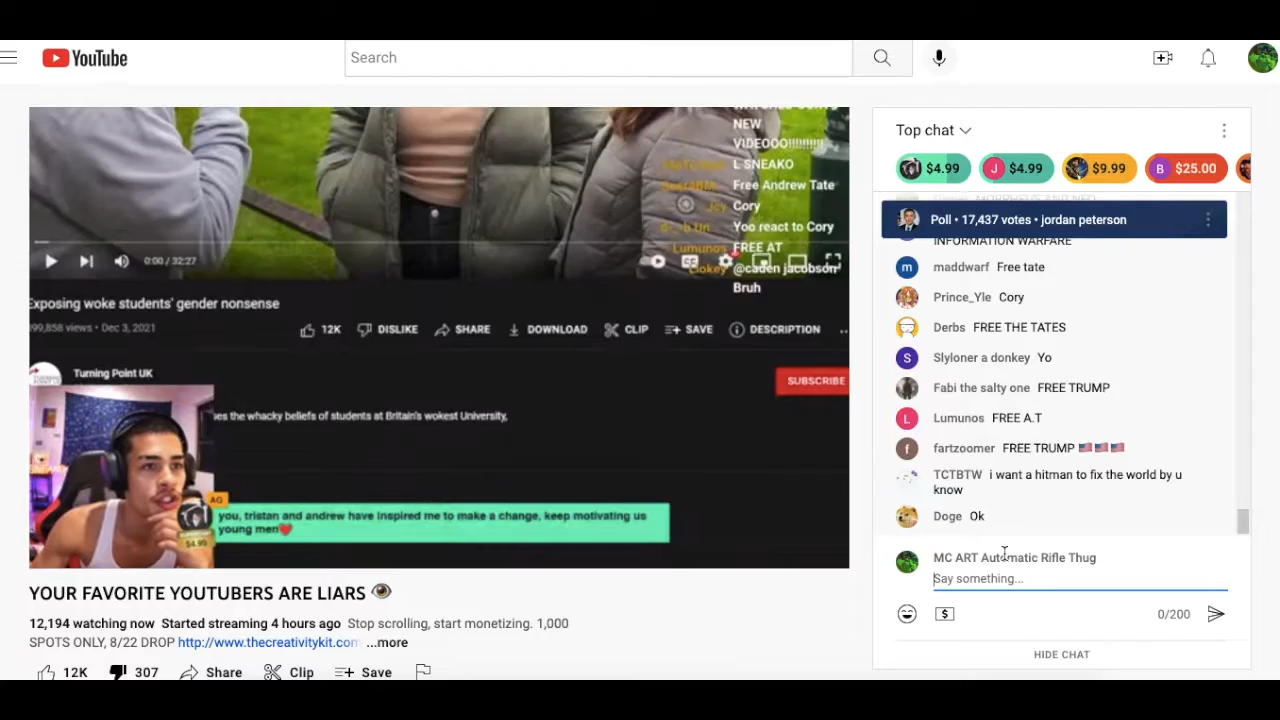 YouTube
Search
NEW
VIDEOOO!!!!!!!!!
L SNEAKO
Free Andrew Tate
Joy Cory
Yoo react to Cory
Lumunos FREE AT
@caden jacobson
Bruh
0:00 / 32:27
Exposing woke students' gender nonsense
899,858 views • Dec 3, 2021
12K DISLIKE SHARE DOWNLOAD CLIP SAVE DESCRIPTION
Turning Point UK
SUBSCRIBE
the whacky beliefs of students at Britain's wokest University,
AG
you, tristan and andrew have inspired me to make a change, keep motivating us
young men❤️
$4.99
YOUR FAVORITE YOUTUBERS ARE LIARS 👁️
12,194 watching now Started streaming 4 hours ago Stop scrolling, start monetizing. 1,000
SPOTS ONLY, 8/22 DROP http://www.thecreativitykit.com ...more
12K 307 Share Clip Save
Top chat
$4.99 J $4.99 $9.99 B $25.00
Poll • 17,437 votes • jordan peterson
INFORMATION WARFARE
m maddwarf Free tate
Prince_Yle Cory
Derbs FREE THE TATES
S Slyloner a donkey Yo
Fabi the salty one FREE TRUMP
L Lumunos FREE A.T
f fartzoomer FREE TRUMP 🇺🇸🇺🇸🇺🇸
TCTBTW i want a hitman to fix the world by u
know
Doge Ok
MC ART Automatic Rifle Thug
Say something...
0/200
HIDE CHAT